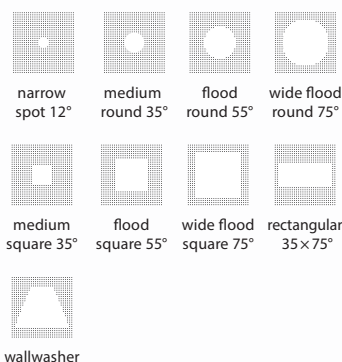 narrow
spot 12°
medium
round 35°
flood
round 55°
wide flood
round 75°
medium
square 35°
flood
square 55°
wide flood
square 75°
rectangular
35×75°
wallwasher